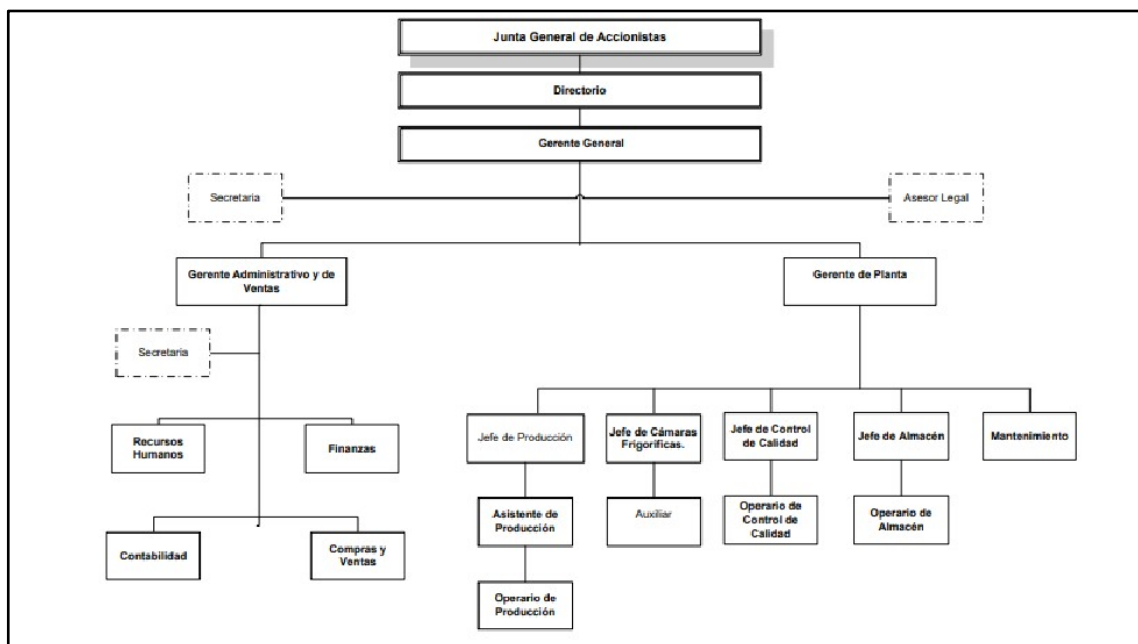 Junta General de Accionistas
Directorio
Gerente General
Secretaria
Asesor Legal
Gerente Administrativo y de
Ventas
Gerente de Planta
Secretaria
Recursos
Humanos
Finanzas
Contabilidad
Compras y
Ventas
Jefe de Producción
Jefe de Cámaras
Frigoríficas.
Jefe de Control
de Calidad
Jefe de Almacén
Mantenimiento
Asistente de
Producción
Auxiliar
Operario de
Control de
Calidad
Operario de
Almacén
Operario de
Producción